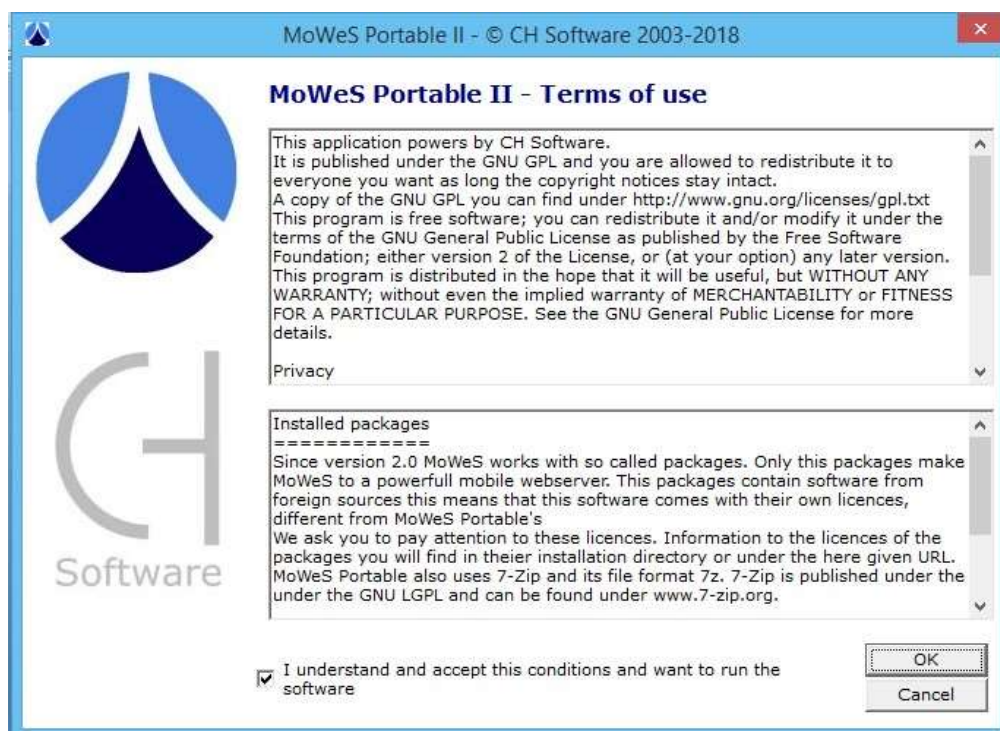 MoWeS Portable II - © CH Software 2003-2018
MoWeS Portable II - Terms of use
This application powers by CH Software.
It is published under the GNU GPL and you are allowed to redistribute it to
everyone you want as long the copyright notices stay intact.
A copy of the GNU GPL you can find under http://www.gnu.org/licenses/gpl.txt
This program is free software; you can redistribute it and/or modify it under the
terms of the GNU General Public License as published by the Free Software
Foundation; either version 2 of the License, or (at your option) any later version.
This program is distributed in the hope that it will be useful, but WITHOUT ANY
WARRANTY; without even the implied warranty of MERCHANTABILITY or FITNESS
FOR A PARTICULAR PURPOSE. See the GNU General Public License for more
details.
Privacy
Installed packages
============
Since version 2.0 MoWeS works with so called packages. Only this packages make
MoWeS to a powerfull mobile webserver. This packages contain software from
foreign sources this means that this software comes with their own licences,
different from MoWeS Portable's
We ask you to pay attention to these licences. Information to the licences of the
packages you will find in theier installation directory or under the here given URL.
MoWeS Portable also uses 7-Zip and its file format 7z. 7-Zip is published under the
under the GNU LGPL and can be found under www.7-zip.org.
CH
Software
I understand and accept this conditions and want to run the
software
OK
Cancel